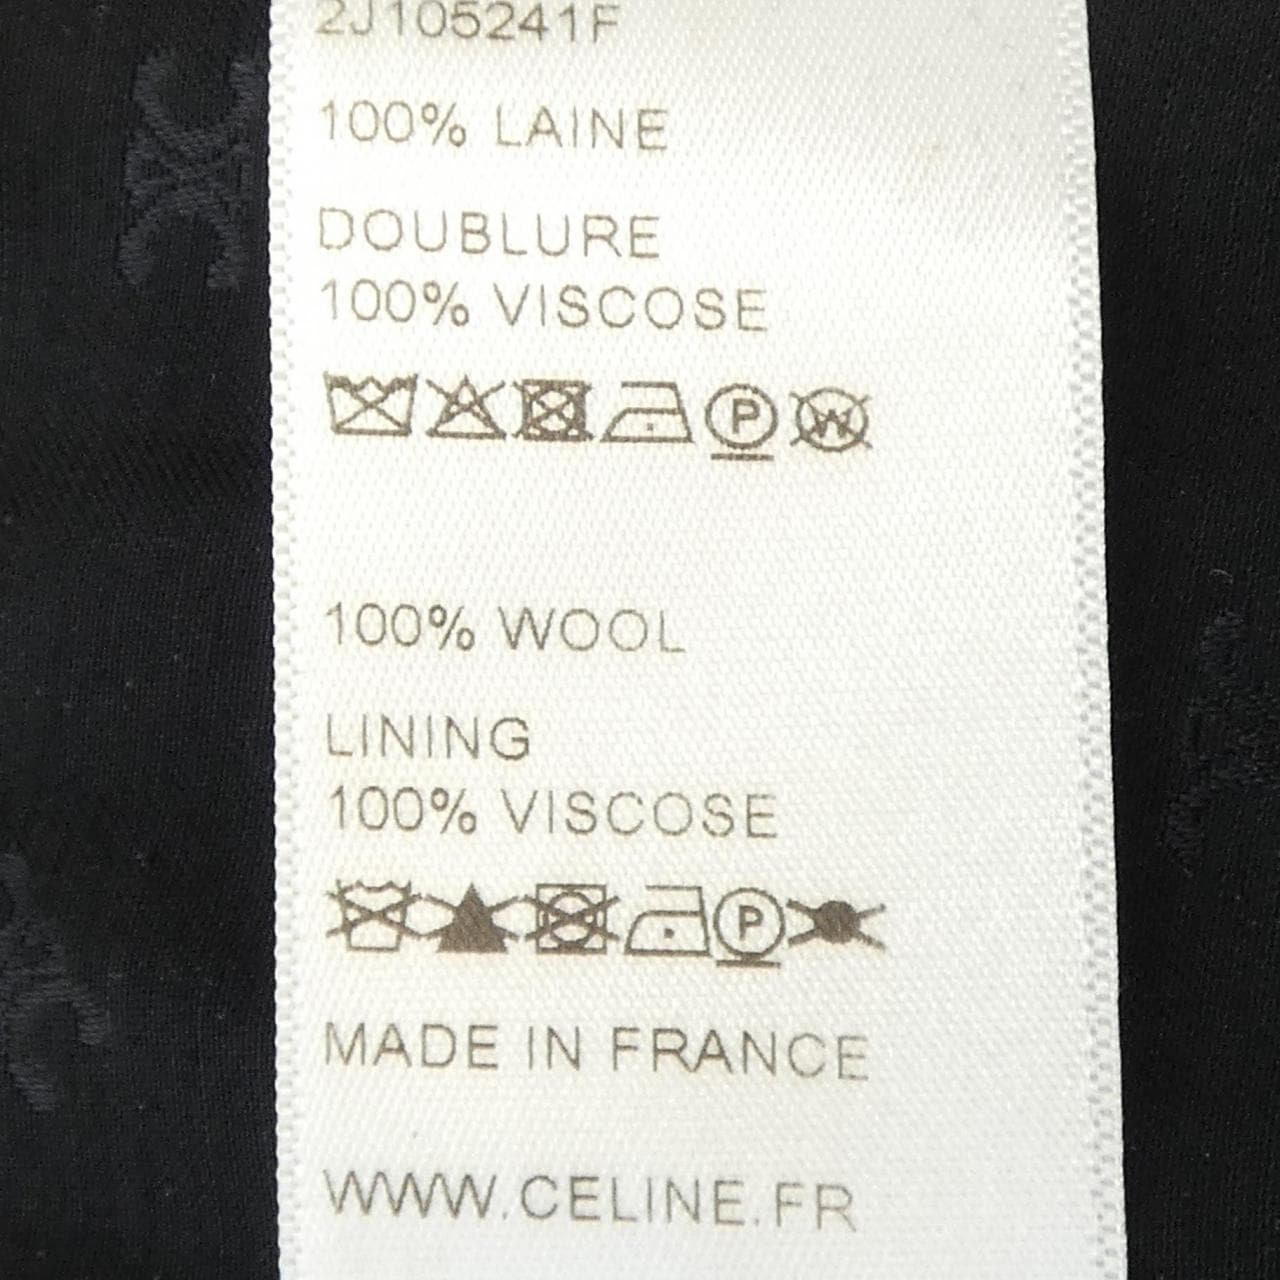 2J105241F
100% LAINE
DOUBLURE
100% VISCOSE
P W
100% WOOL
LINING
100% VISCOSE
P
MADE IN FRANCE
WWW.CELINE.FR